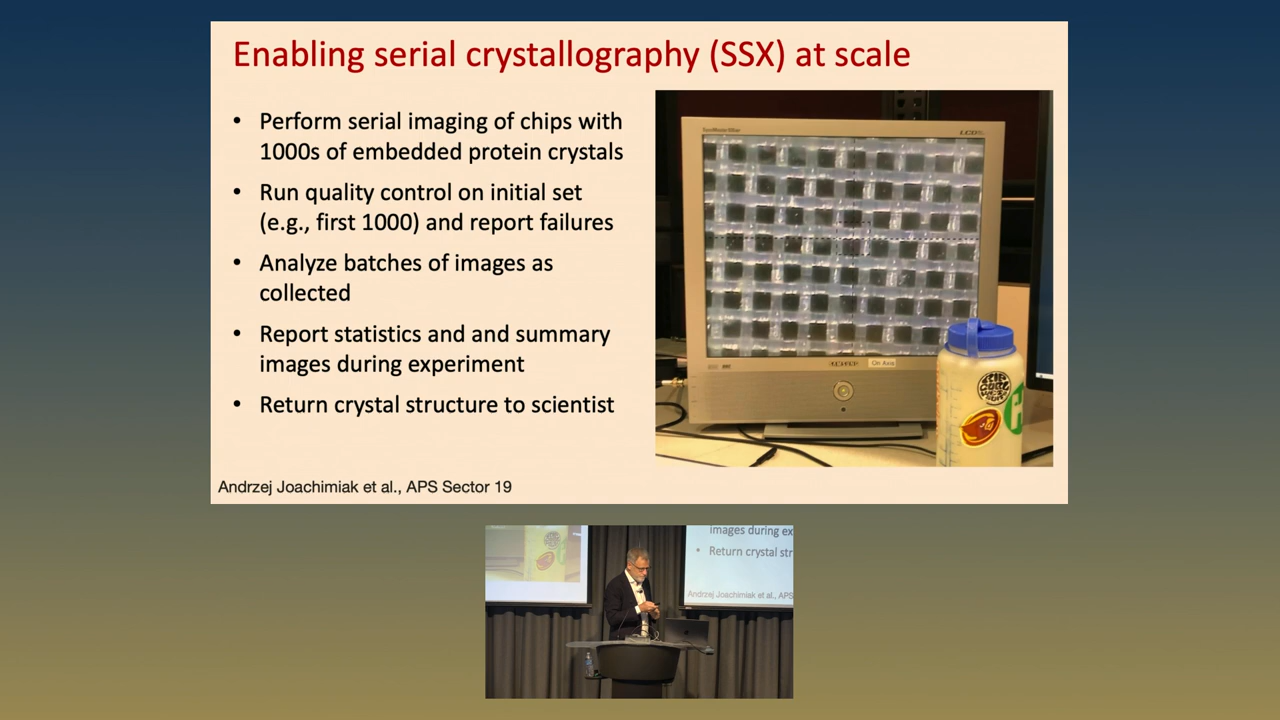 Enabling serial crystallography (SSX) at scale
• Perform serial imaging of chips with
1000s of embedded protein crystals
• Run quality control on initial set
(e.g., first 1000) and report failures
• Analyze batches of images as
collected
• Report statistics and and summary
images during experiment
• Return crystal structure to scientist
Andrzej Joachimiak et al., APS Sector 19
On Axis
images during ex
• Return crystal str
Andrzej Joachimiak et al., APS